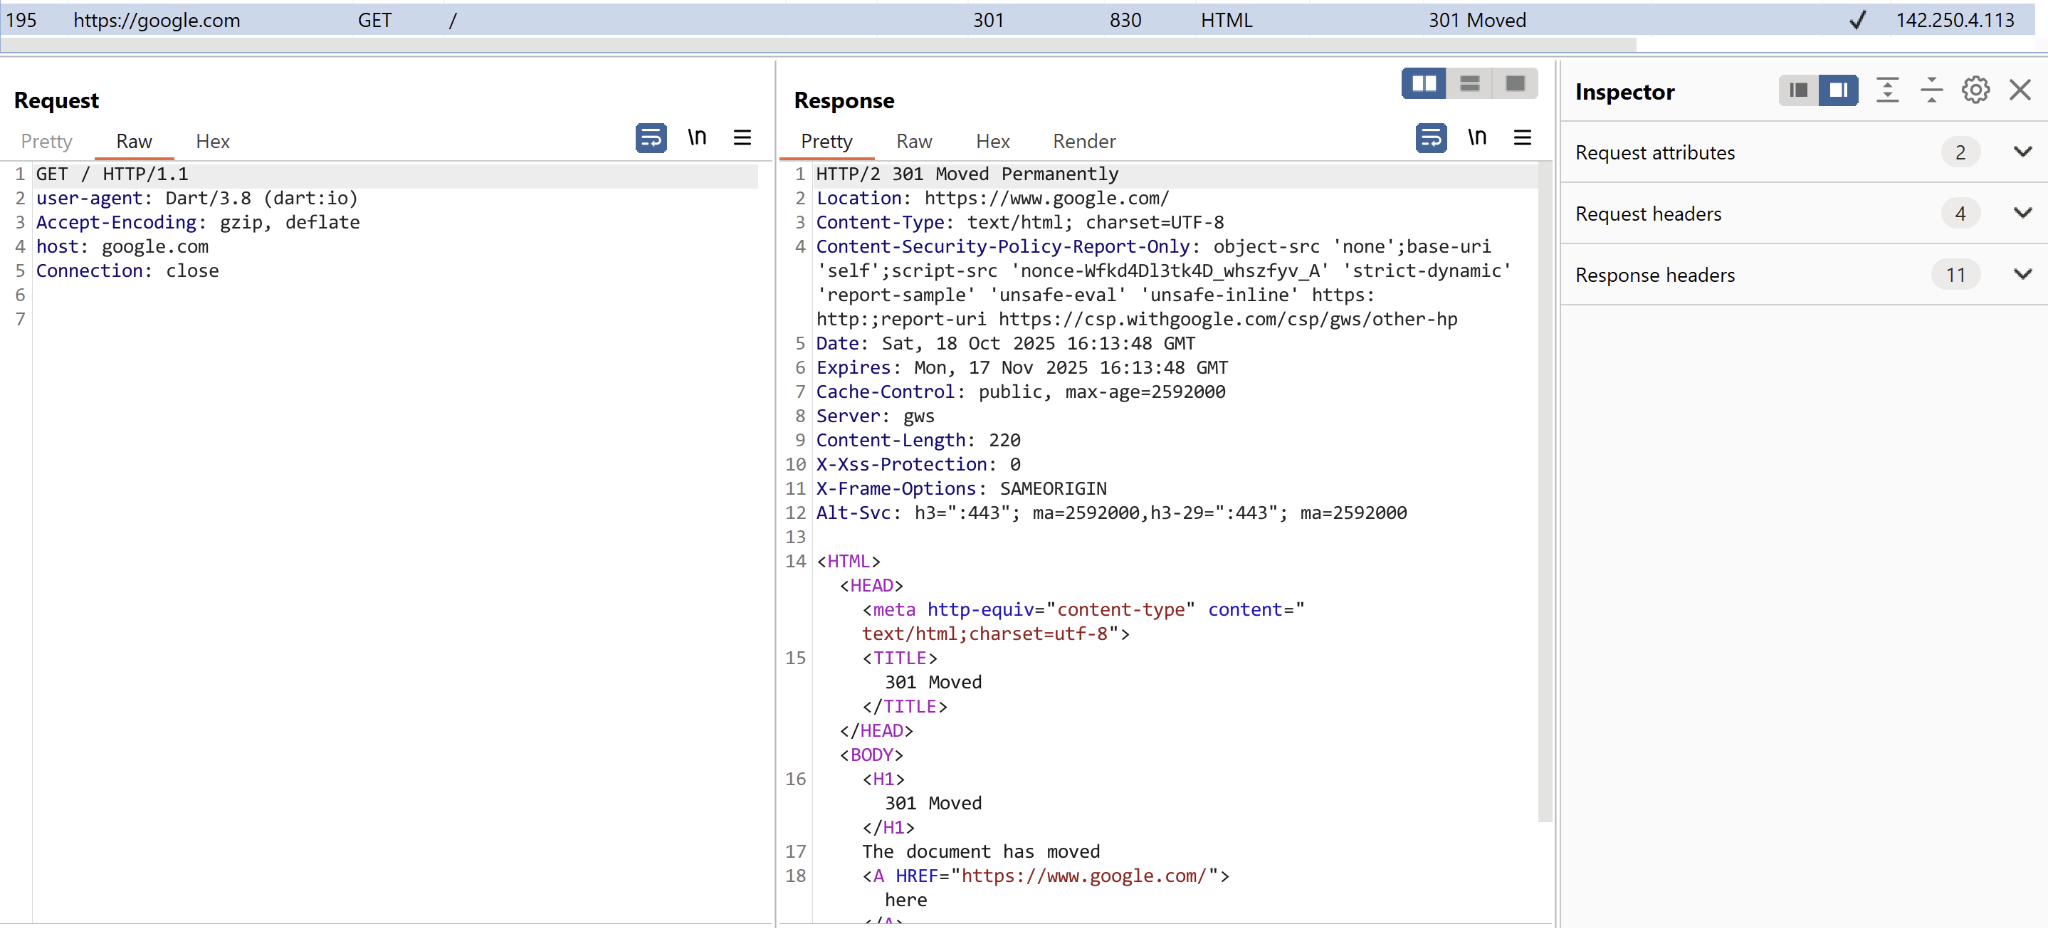 195 https://google.com GET / 301 830 HTML 301 Moved ✓ 142.250.4.113
Request
Pretty Raw Hex \n
1 GET / HTTP/1.1
2 user-agent: Dart/3.8 (dart:io)
3 Accept-Encoding: gzip, deflate
4 host: google.com
5 Connection: close
6
7
Response
Pretty Raw Hex Render \n
1 HTTP/2 301 Moved Permanently
2 Location: https://www.google.com/
3 Content-Type: text/html; charset=UTF-8
4 Content-Security-Policy-Report-Only: object-src 'none';base-uri
'self';script-src 'nonce-Wfkd4Dl3tk4D_whszfyv_A' 'strict-dynamic'
'report-sample' 'unsafe-eval' 'unsafe-inline' https:
http:;report-uri https://csp.withgoogle.com/csp/gws/other-hp
5 Date: Sat, 18 Oct 2025 16:13:48 GMT
6 Expires: Mon, 17 Nov 2025 16:13:48 GMT
7 Cache-Control: public, max-age=2592000
8 Server: gws
9 Content-Length: 220
10 X-Xss-Protection: 0
11 X-Frame-Options: SAMEORIGIN
12 Alt-Svc: h3=":443"; ma=2592000,h3-29=":443"; ma=2592000
13
14 <HTML>
<HEAD>
<meta http-equiv="content-type" content="
text/html;charset=utf-8">
15 <TITLE>
301 Moved
</TITLE>
</HEAD>
<BODY>
16 <H1>
301 Moved
</H1>
17 The document has moved
18 <A HREF="https://www.google.com/">
here
</A>
Inspector
Request attributes 2
Request headers 4
Response headers 11